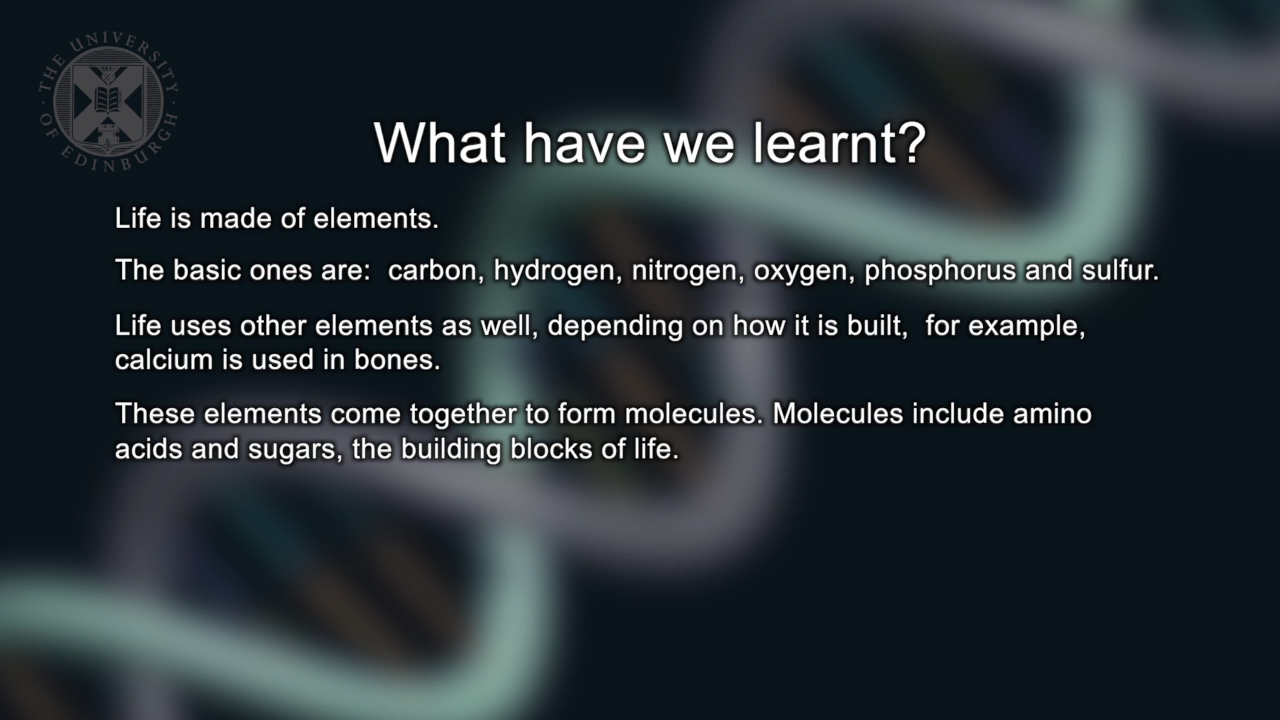 THE UNIVERSITY OF EDINBURGH
What have we learnt?
Life is made of elements.
The basic ones are:  carbon, hydrogen, nitrogen, oxygen, phosphorus and sulfur.
Life uses other elements as well, depending on how it is built,  for example,
calcium is used in bones.
These elements come together to form molecules. Molecules include amino
acids and sugars, the building blocks of life.